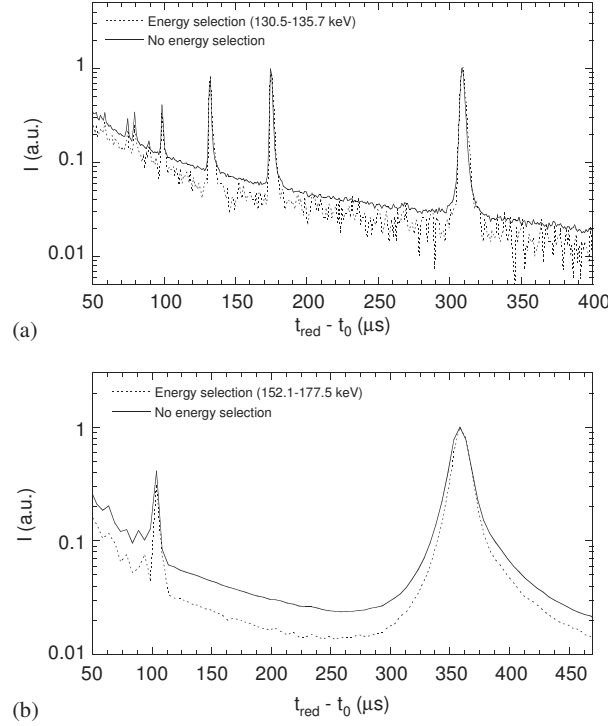 Energy selection (130.5-135.7 keV)
No energy selection
1
0.1
0.01
I (a.u.)
50 100 150 200 250 300 350 400
t_red - t_0 (μs)
(a)
Energy selection (152.1-177.5 keV)
No energy selection
1
0.1
0.01
I (a.u.)
50 100 150 200 250 300 350 400 450
t_red - t_0 (μs)
(b)